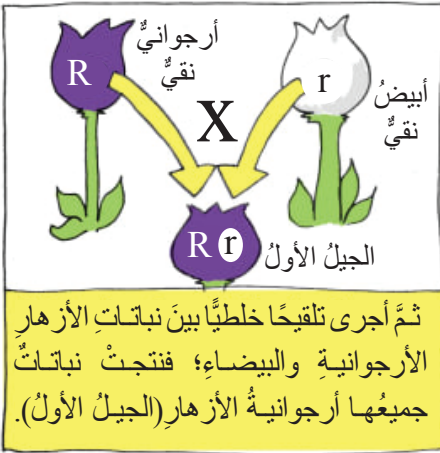 أرجوانيٌّ
نقيٌّ
R
r
أبيضُ
نقيٌّ
X
R r
الجيلُ الأولُ
ثمَّ أجرى تلقيحًا خلطيًّا بينَ نباتاتِ الأزهارِ
الأرجوانيةِ والبيضاءِ؛ فنتجتْ نباتاتٌ
جميعُها أرجوانيةُ الأزهارِ(الجيلُ الأولُ).